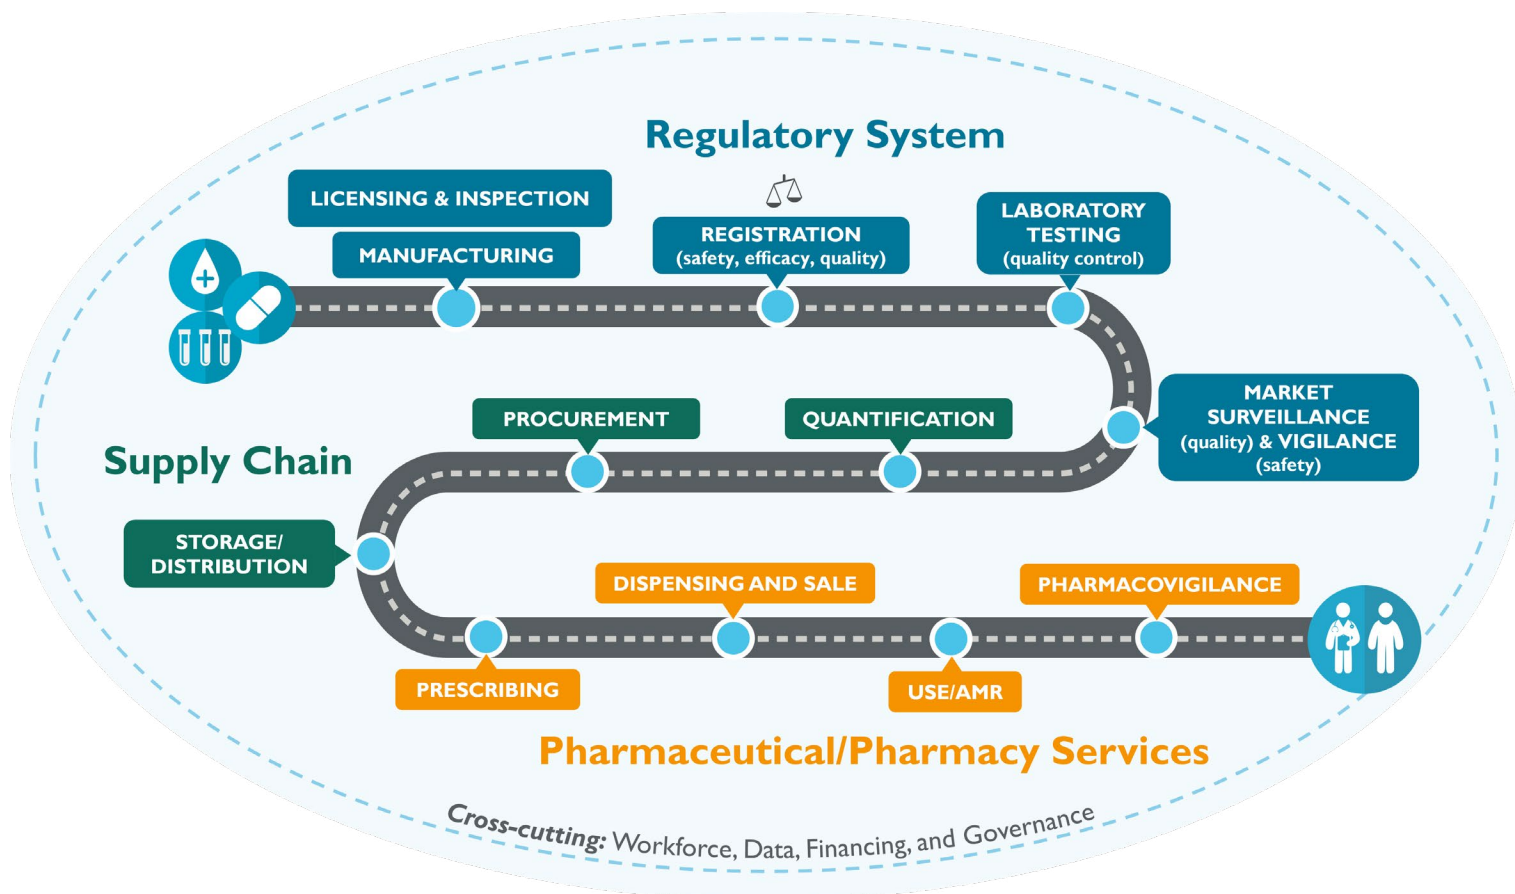 Regulatory System
LICENSING & INSPECTION
MANUFACTURING
REGISTRATION
(safety, efficacy, quality)
LABORATORY
TESTING
(quality control)
MARKET
SURVEILLANCE
(quality) & VIGILANCE
(safety)
Supply Chain
PROCUREMENT
QUANTIFICATION
STORAGE/
DISTRIBUTION
DISPENSING AND SALE
PHARMACOVIGILANCE
PRESCRIBING
USE/AMR
Pharmaceutical/Pharmacy Services
Cross-cutting: Workforce, Data, Financing, and Governance